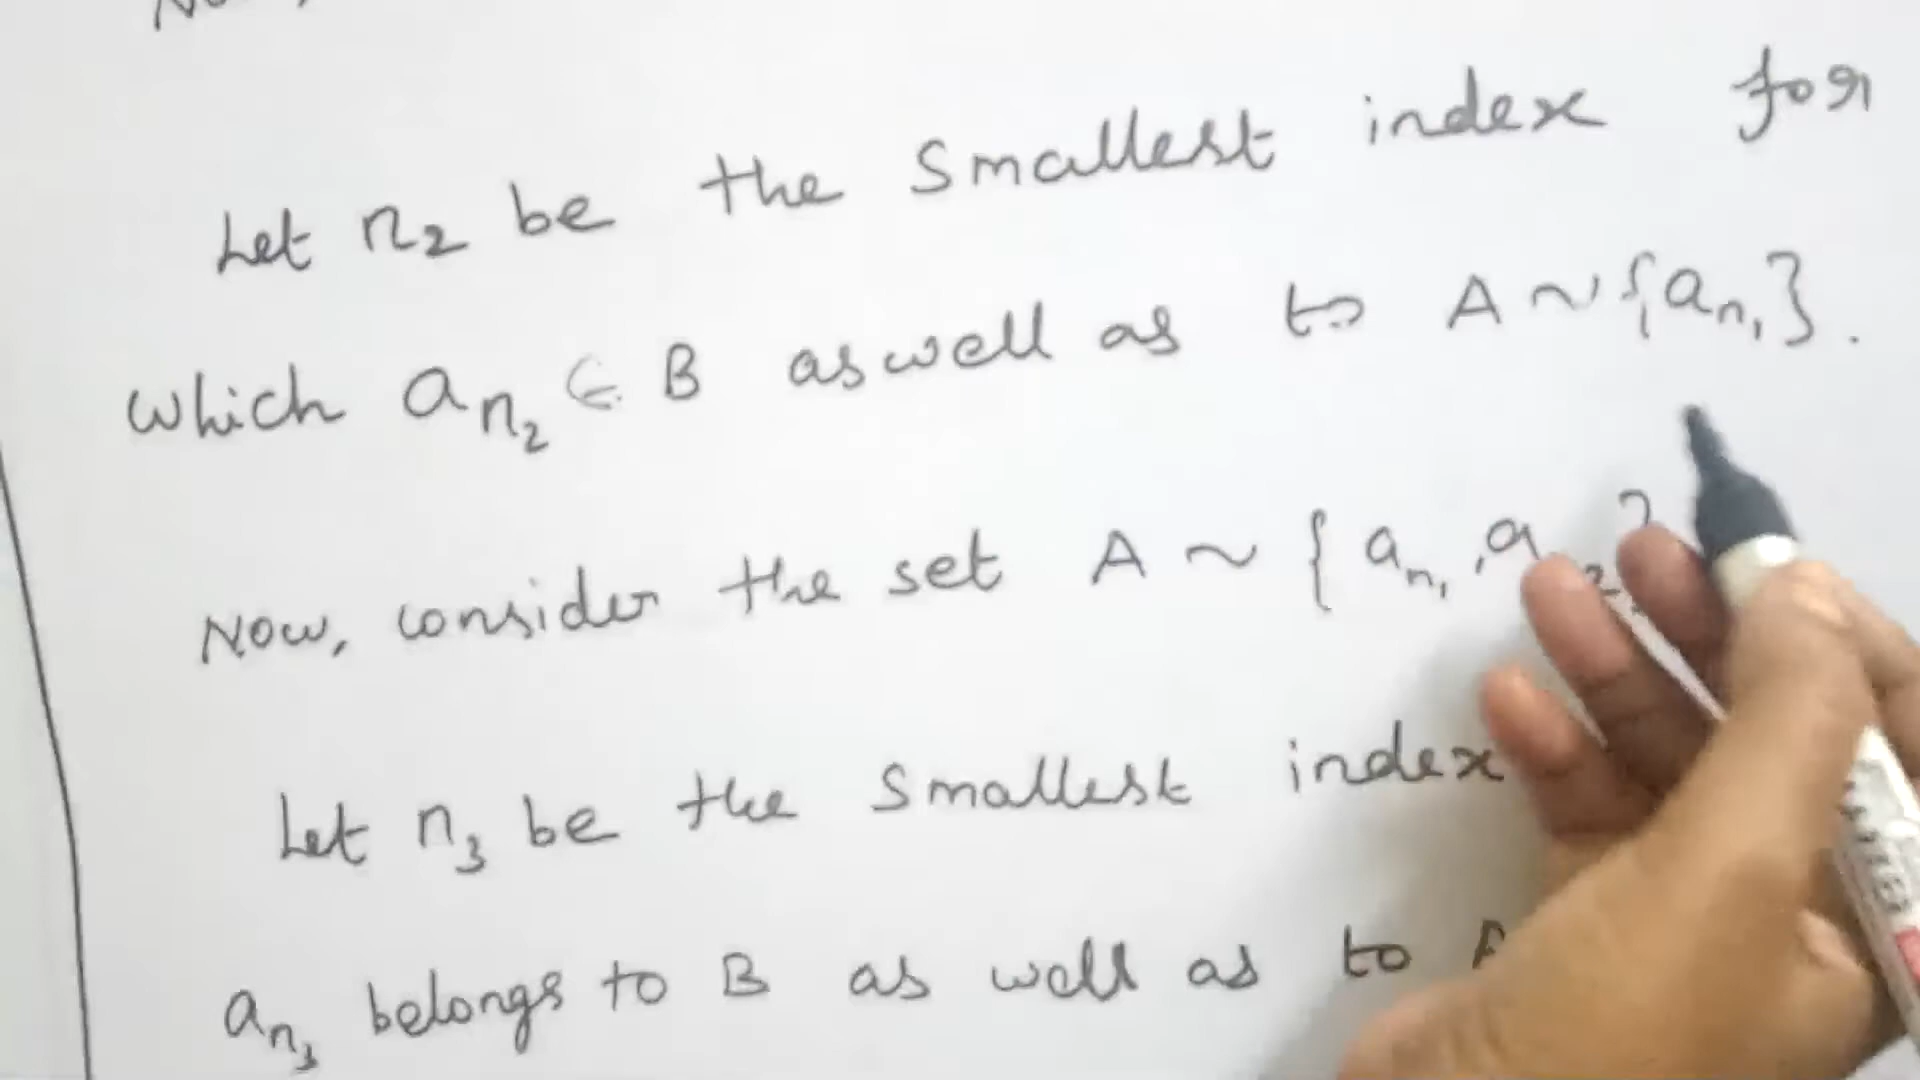 Let n₂ be the smallest index for
which aₙ₂ ∈ B aswell as to A ~ {aₙ₁}.
Now, consider the set A ~ {aₙ₁, a ₂}
Let n₃ be the smallest index
aₙ₃ belongs to B as well as to A